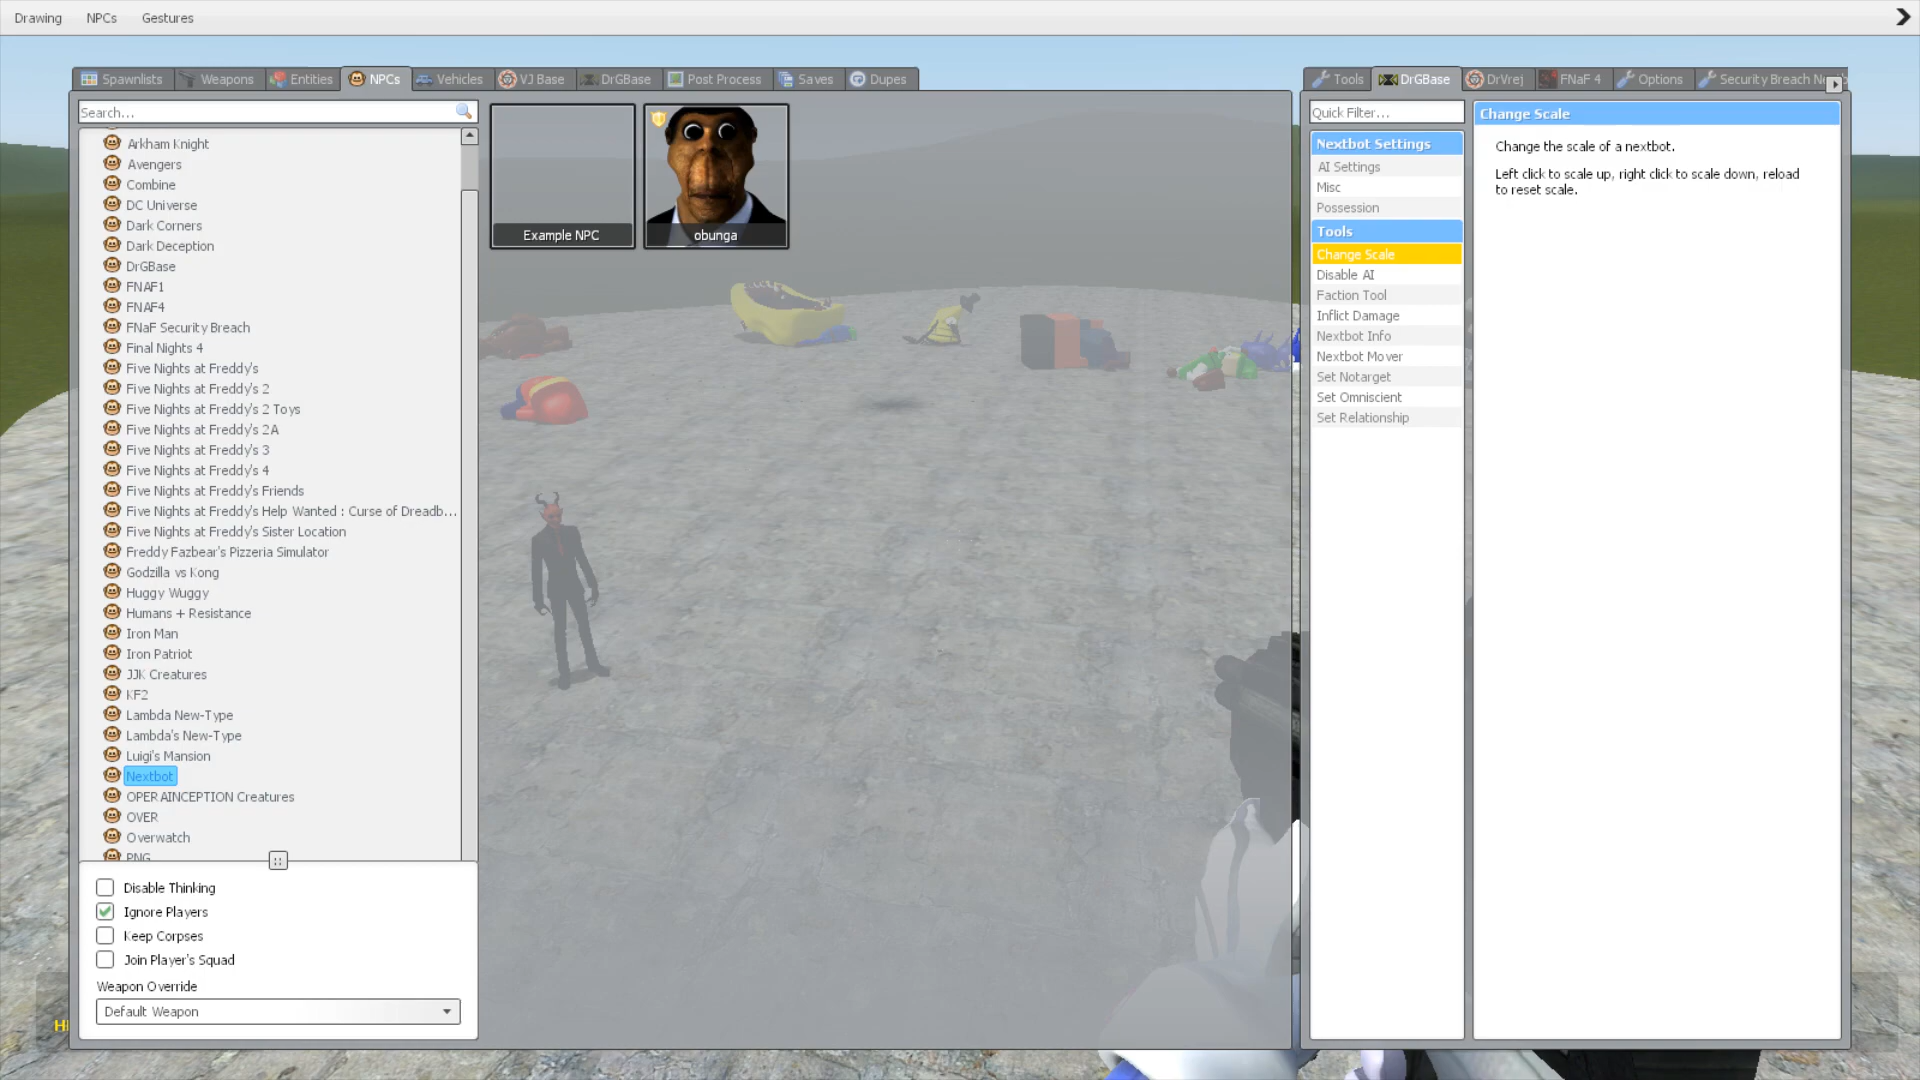 Drawing NPCs Gestures
Spawnlists Weapons Entities NPCs Vehicles VJ Base DrGBase Post Process Saves Dupes
Search...
Arkham Knight
Avengers
Combine
DC Universe
Dark Corners
Dark Deception
DrGBase
FNAF1
FNAF4
FNaF Security Breach
Final Nights 4
Five Nights at Freddy's
Five Nights at Freddy's 2
Five Nights at Freddy's 2 Toys
Five Nights at Freddy's 2A
Five Nights at Freddy's 3
Five Nights at Freddy's 4
Five Nights at Freddy's Friends
Five Nights at Freddy's Help Wanted : Curse of Dreadb...
Five Nights at Freddy's Sister Location
Freddy Fazbear's Pizzeria Simulator
Godzilla vs Kong
Huggy Wuggy
Humans + Resistance
Iron Man
Iron Patriot
JJK Creatures
KF2
Lambda New-Type
Lambda's New-Type
Luigi's Mansion
Nextbot
OPERAINCEPTION Creatures
OVER
Overwatch
PNG
Disable Thinking
Ignore Players
Keep Corpses
Join Player's Squad
Weapon Override
Default Weapon
Example NPC
obunga
Tools DrGBase DrVrej FNaF 4 Options Security Breach
Quick Filter...
Nextbot Settings
AI Settings
Misc
Possession
Tools
Change Scale
Disable AI
Faction Tool
Inflict Damage
Nextbot Info
Nextbot Mover
Set Notarget
Set Omniscient
Set Relationship
Change Scale
Change the scale of a nextbot.
Left click to scale up, right click to scale down, reload
to reset scale.